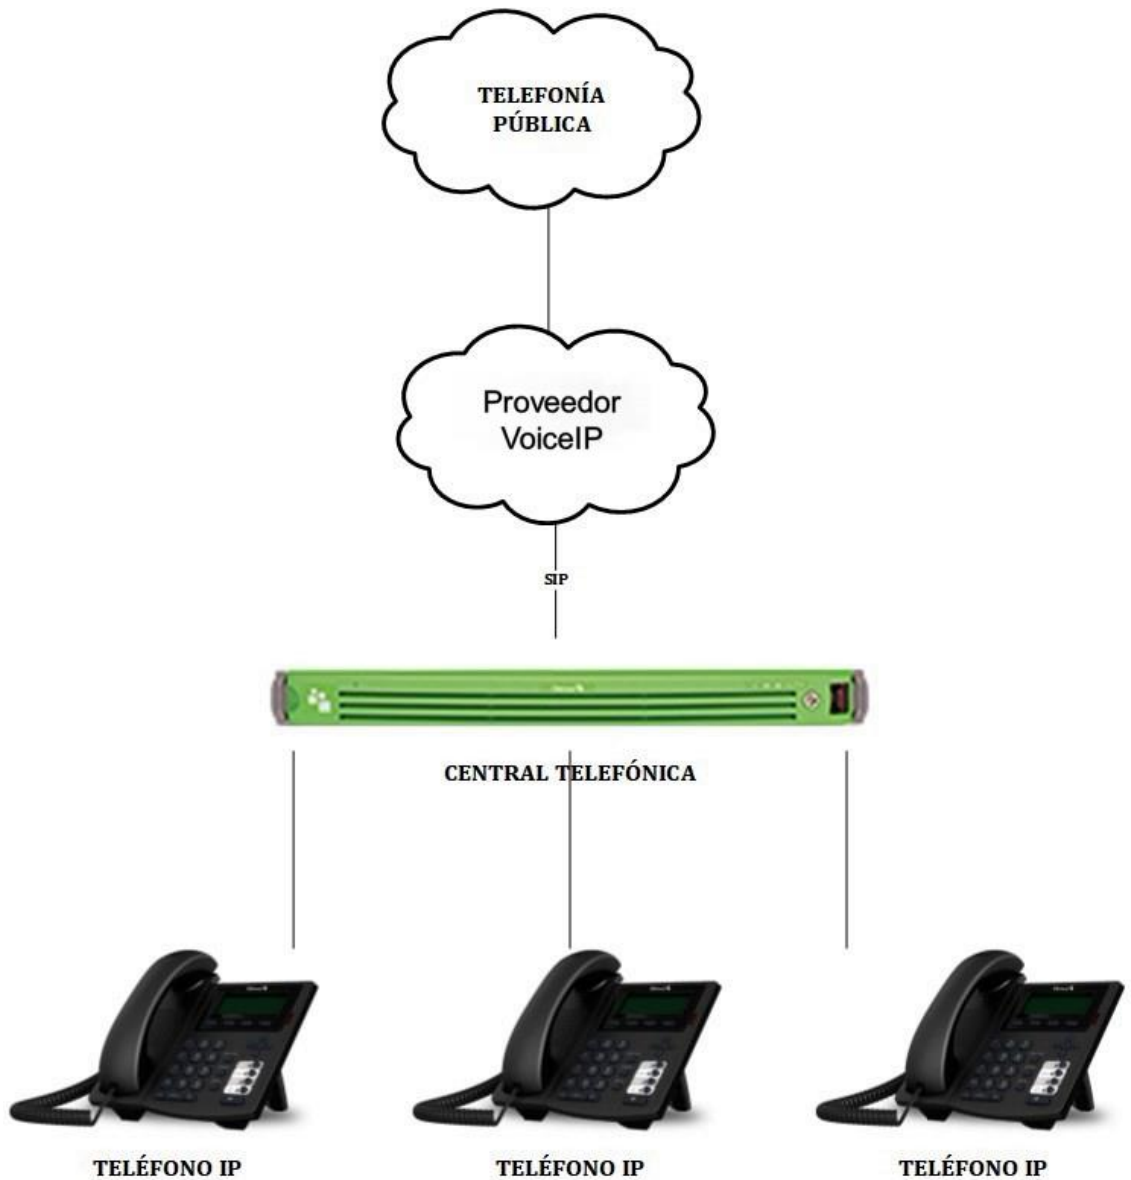 TELEFONÍA
PÚBLICA
Proveedor
VoiceIP
SIP
CENTRAL TELEFÓNICA
TELÉFONO IP
TELÉFONO IP
TELÉFONO IP